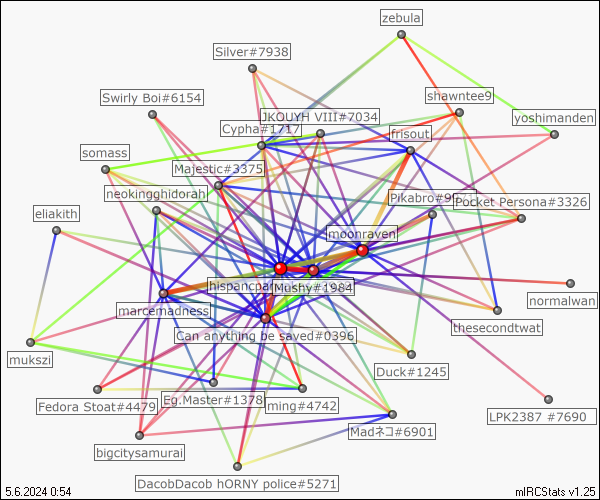 zebula
Silver#7938
Swirly Boi#6154
shawntee9
JKOUYH VIII#7034
yoshimanden
Cypha#1717
frisout
somass
Majestic#3375
neokingghidorah
Pikabro#9
Pocket Persona#3326
eliakith
moonraven
hispancpa
Mushy#1984
normalwan
marcemadness
thesecondtwat
Can anything be saved#0396
mukszi
Duck#1245
Fedora Stoat#4479
Eg.Master#1378
ming#4742
LPK2387 #7690
Madネコ#6901
bigcitysamurai
DacobDacob hORNY police#5271
5.6.2024 0:54
mIRCStats v1.25